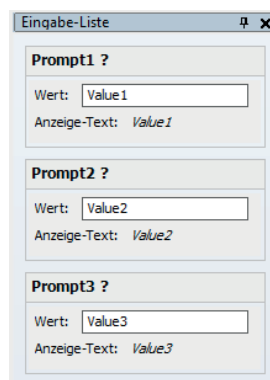 Eingabe-Liste
Prompt1 ?
Wert: Value1
Anzeige-Text: Value1
Prompt2 ?
Wert: Value2
Anzeige-Text: Value2
Prompt3 ?
Wert: Value3
Anzeige-Text: Value3